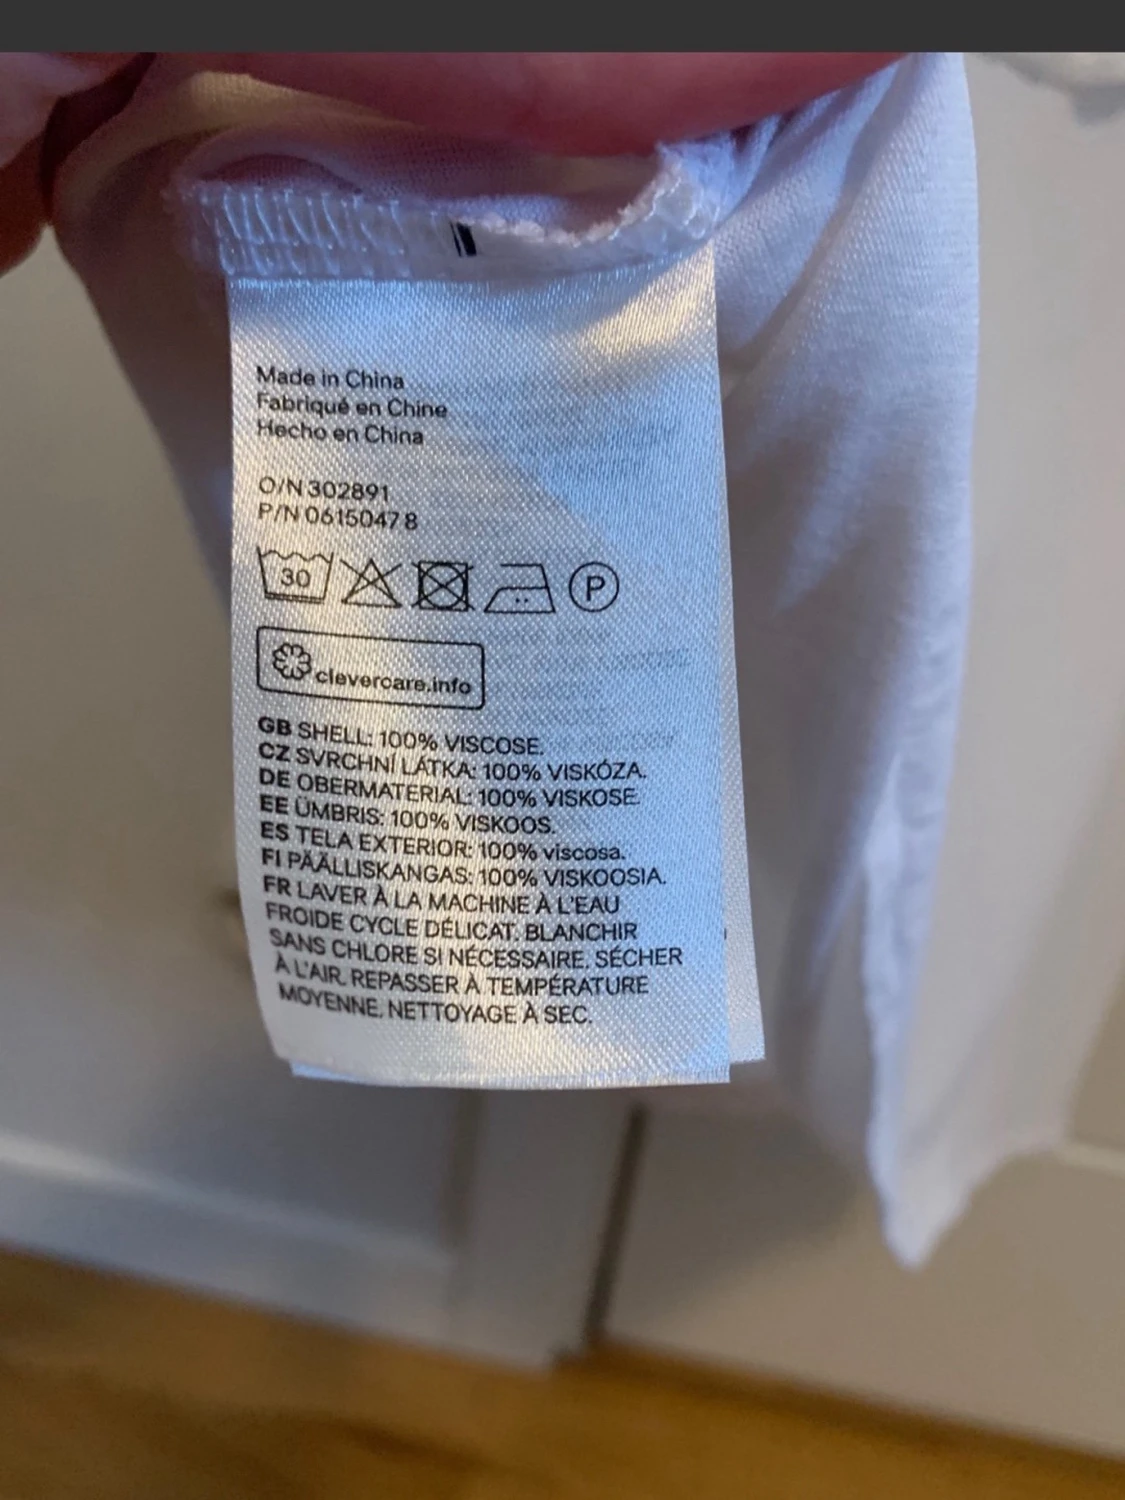 Made in China
Fabriqué en Chine
Hecho en China
O/N 302891
P/N 0615047 8
30
P
clevercare.info
GB SHELL: 100% VISCOSE.
CZ SVRCHNÍ LÁTKA: 100% VISKÓZA.
DE OBERMATERIAL: 100% VISKOSE.
EE ÜMBRIS: 100% VISKOOS.
ES TELA EXTERIOR: 100% viscosa.
FI PÄÄLLISKANGAS: 100% VISKOOSIA.
FR LAVER À LA MACHINE À L'EAU
FROIDE CYCLE DÉLICAT. BLANCHIR
SANS CHLORE SI NÉCESSAIRE. SÉCHER
À L'AIR. REPASSER À TEMPÉRATURE
MOYENNE. NETTOYAGE À SEC.